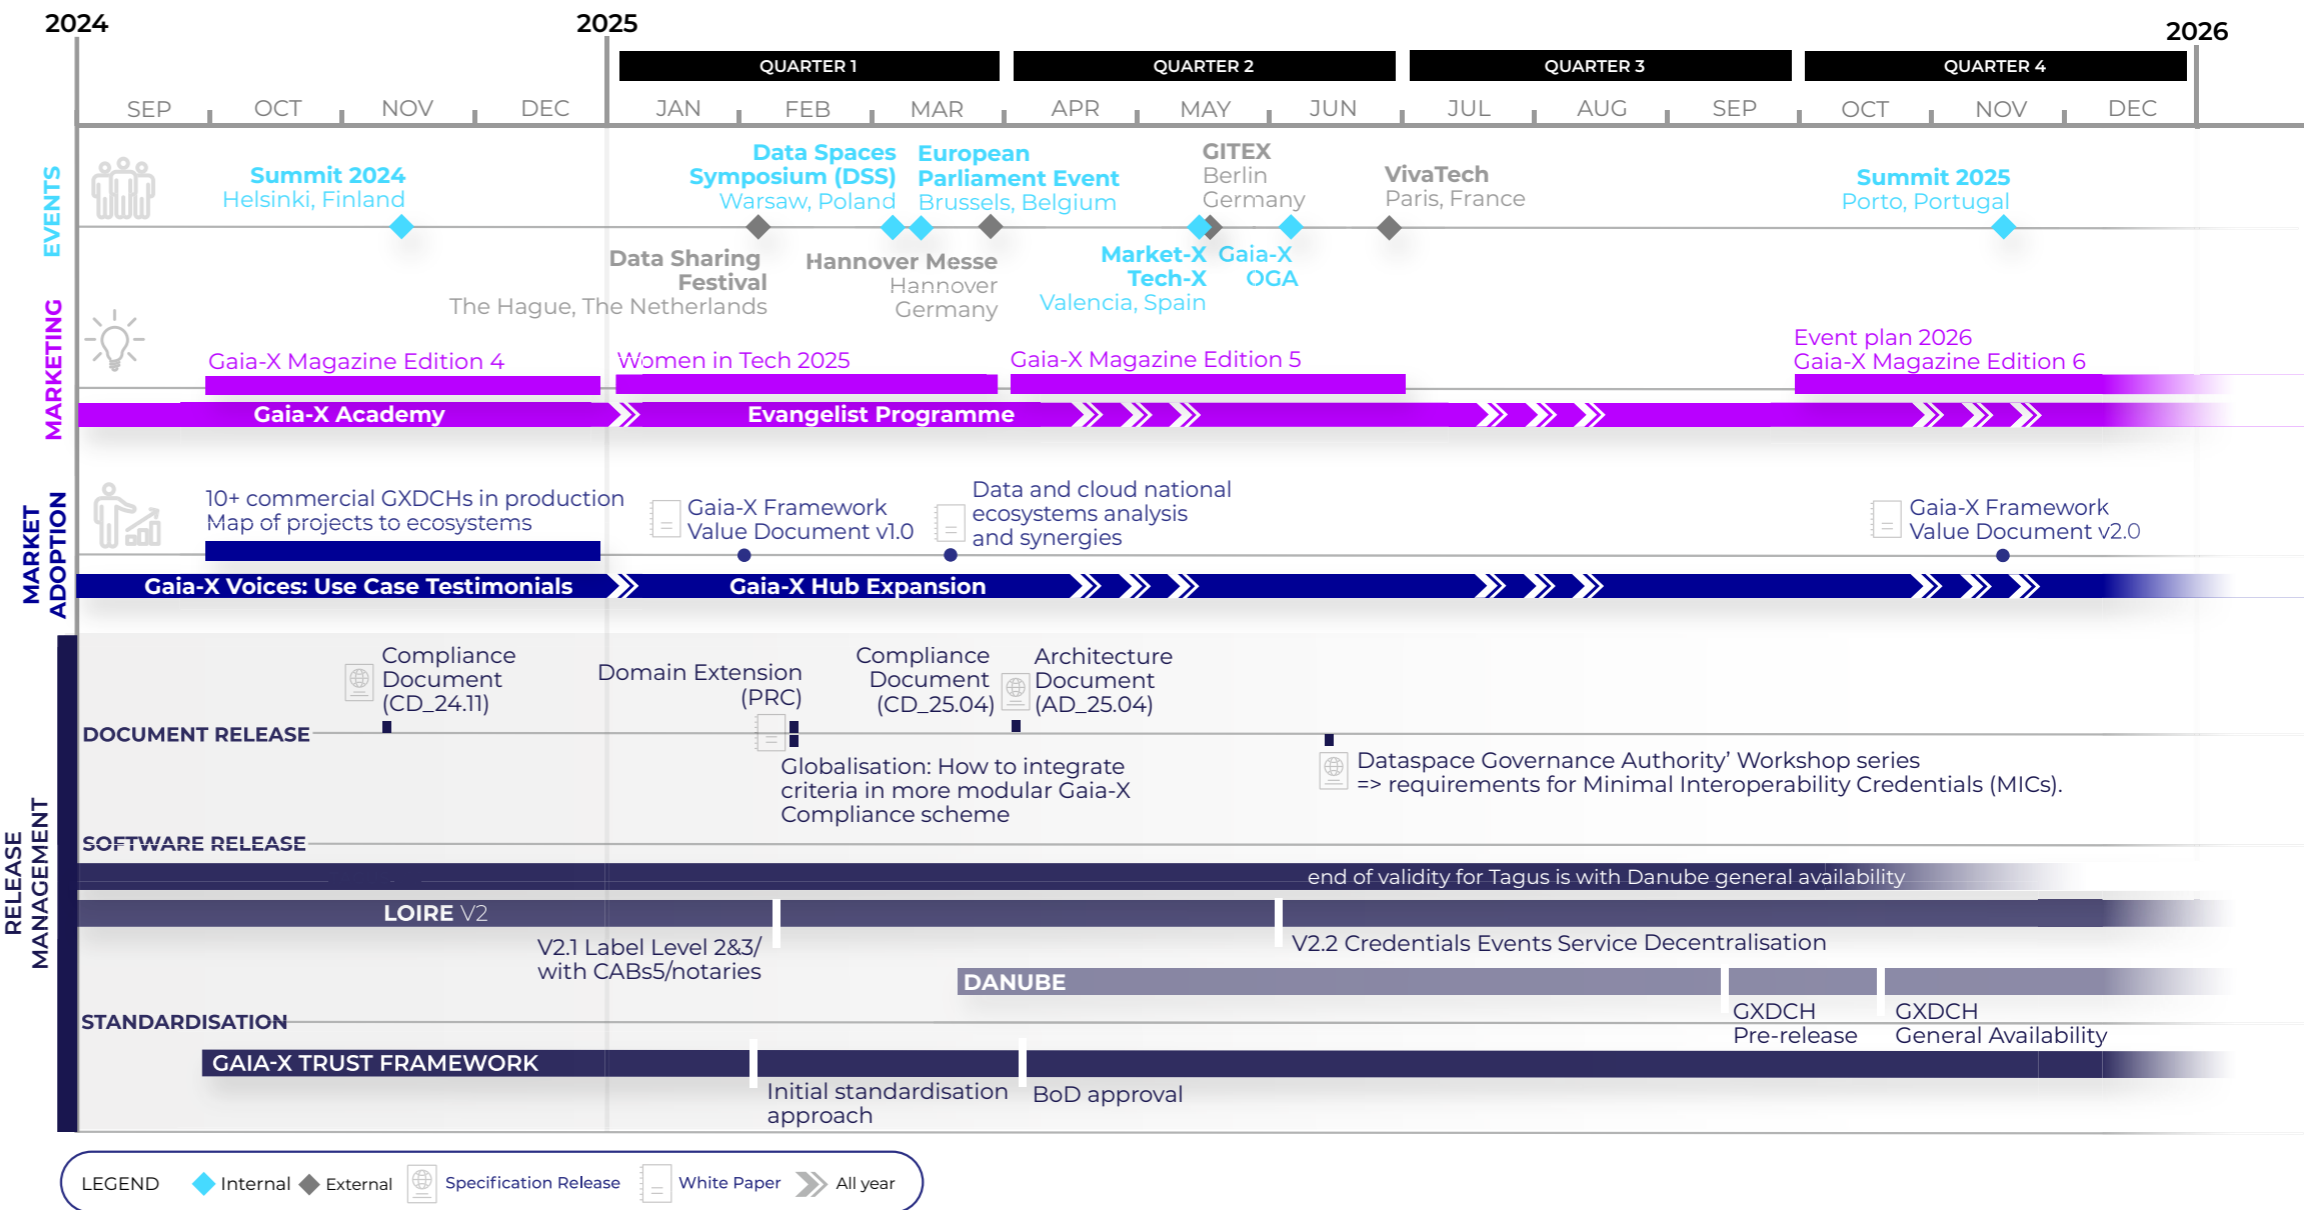 2024
2025
2026
QUARTER 1
QUARTER 2
QUARTER 3
QUARTER 4
SEP
OCT
NOV
DEC
JAN
FEB
MAR
APR
MAY
JUN
JUL
AUG
SEP
OCT
NOV
DEC
EVENTS
Summit 2024
Helsinki, Finland
Data Spaces
Symposium (DSS)
Warsaw, Poland
European
Parliament Event
Brussels, Belgium
GITEX
Berlin
Germany
VivaTech
Paris, France
Summit 2025
Porto, Portugal
Data Sharing
Festival
The Hague, The Netherlands
Hannover Messe
Hannover
Germany
Market-X
Tech-X
Valencia, Spain
Gaia-X
OGA
MARKETING
Gaia-X Magazine Edition 4
Women in Tech 2025
Gaia-X Magazine Edition 5
Event plan 2026
Gaia-X Magazine Edition 6
Gaia-X Academy
Evangelist Programme
MARKET
ADOPTION
10+ commercial GXDCHs in production
Map of projects to ecosystems
Gaia-X Framework
Value Document v1.0
Data and cloud national
ecosystems analysis
and synergies
Gaia-X Framework
Value Document v2.0
Gaia-X Voices: Use Case Testimonials
Gaia-X Hub Expansion
RELEASE
MANAGEMENT
Compliance
Document
(CD_24.11)
Domain Extension
(PRC)
Compliance
Document
(CD_25.04)
Architecture
Document
(AD_25.04)
DOCUMENT RELEASE
Globalisation: How to integrate
criteria in more modular Gaia-X
Compliance scheme
Dataspace Governance Authority’ Workshop series
=> requirements for Minimal Interoperability Credentials (MICs).
SOFTWARE RELEASE
end of validity for Tagus is with Danube general availability
LOIRE V2
V2.1 Label Level 2&3/
with CABs5/notaries
V2.2 Credentials Events Service Decentralisation
DANUBE
GXDCH
Pre-release
GXDCH
General Availability
STANDARDISATION
GAIA-X TRUST FRAMEWORK
Initial standardisation
approach
BoD approval
LEGEND
Internal
External
Specification Release
White Paper
All year